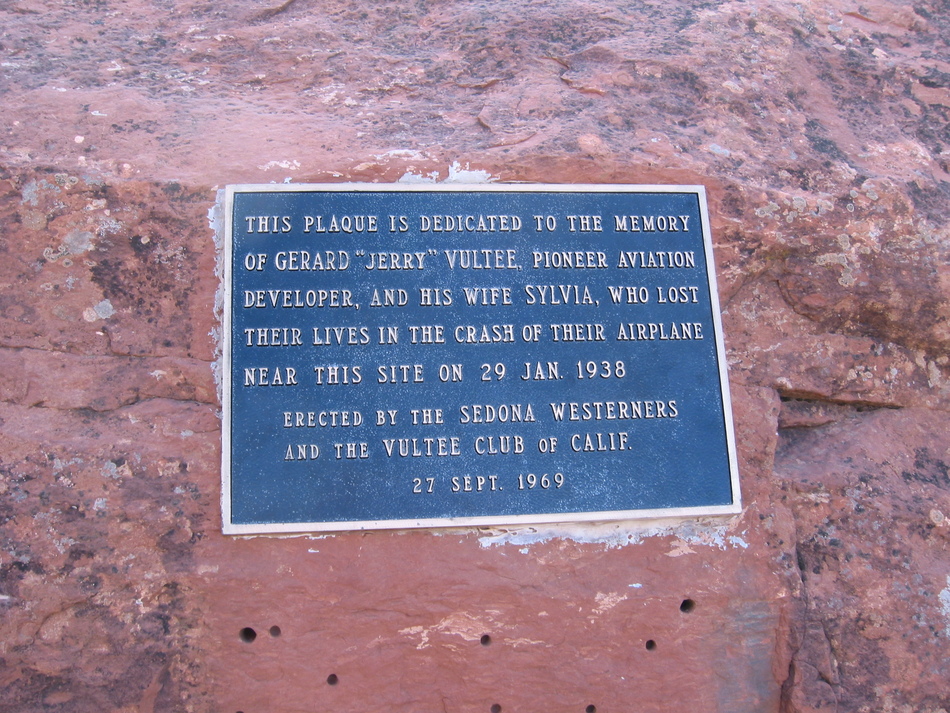 THIS PLAQUE IS DEDICATED TO THE MEMORY
OF GERARD "JERRY" VULTEE, PIONEER AVIATION
DEVELOPER, AND HIS WIFE SYLVIA, WHO LOST
THEIR LIVES IN THE CRASH OF THEIR AIRPLANE
NEAR THIS SITE ON 29 JAN. 1938
ERECTED BY THE SEDONA WESTERNERS
AND THE VULTEE CLUB OF CALIF.
27 SEPT. 1969